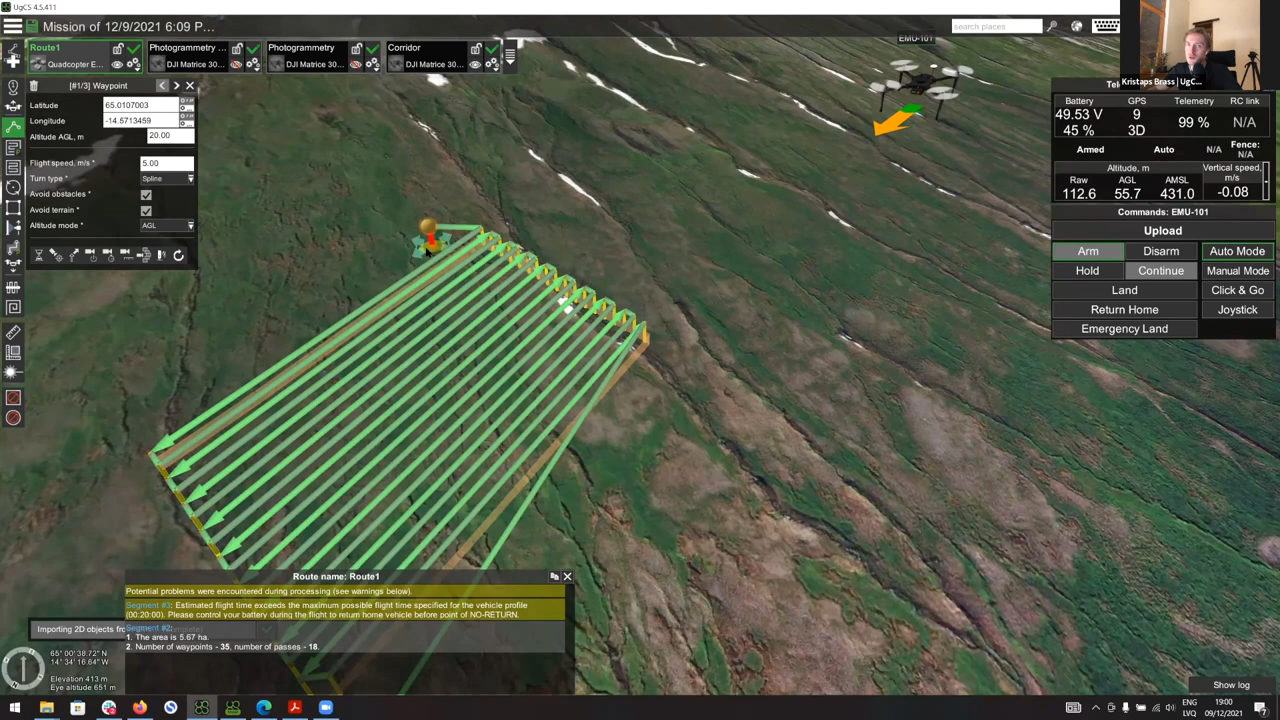 UgCS 4.5.411
Mission of 12/9/2021 6:09 P...
search places
Route1
Quadcopter E...
Photogrammetry ...
DJI Matrice 30...
Photogrammetry
DJI Matrice 30...
Corridor
DJI Matrice 30...
EMU-101
Kristaps Brass | UgC...
[#1/3] Waypoint
Latitude
65.0107003
Longitude
-14.5713459
Altitude AGL, m
20.00
Flight speed, m/s *
5.00
Turn type *
Spline
Avoid obstacles *
Avoid terrain *
Altitude mode *
AGL
Battery
GPS
Telemetry
RC link
49.53 V
9
99 %
N/A
45 %
3D
Armed
Auto
N/A
Fence:
N/A
Altitude, m
Vertical speed,
m/s
Raw
AGL
AMSL
112.6
55.7
431.0
-0.08
Commands: EMU-101
Upload
Arm
Disarm
Auto Mode
Hold
Continue
Manual Mode
Land
Click & Go
Return Home
Joystick
Emergency Land
Route name: Route1
Potential problems were encountered during processing (see warnings below).
Segment #3: Estimated flight time exceeds the maximum possible flight time specified for the vehicle profile
(00:20:00). Please control your battery during the flight to return home vehicle before point of NO-RETURN.
Segment #2:
1. The area is 5.67 ha.
2. Number of waypoints - 35, number of passes - 18.
Importing 2D objects fro
65° 00' 38.72" N
14° 34' 16.64" W
Elevation 413 m
Eye altitude 651 m
Show log
ENG
LVQ
19:00
09/12/2021